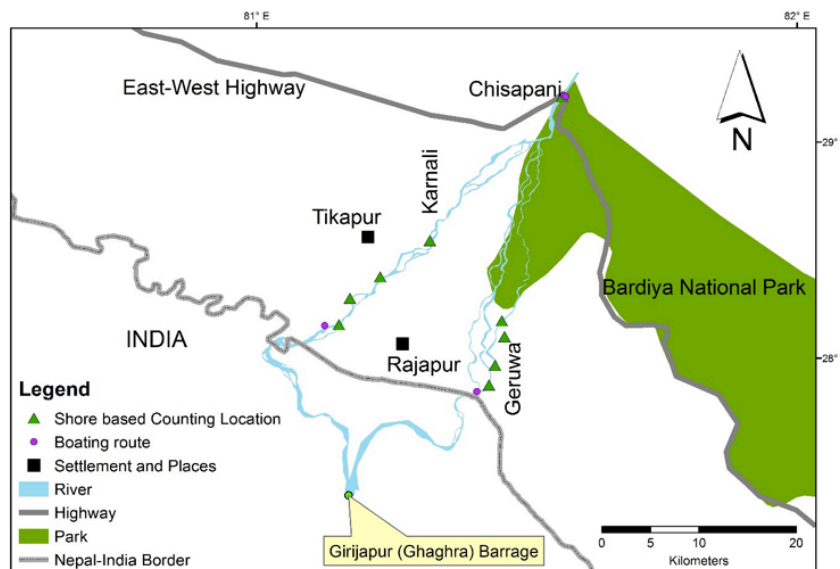 81° E
82° E
East-West Highway
Chisapani
N
29°
Karnali
Tikapur
Bardiya National Park
INDIA
Rajapur
Geruwa
28°
Legend
Shore based Counting Location
Boating route
Settlement and Places
River
Highway
Park
Nepal-India Border
Girijapur (Ghaghra) Barrage
0 5 10 20
Kilometers